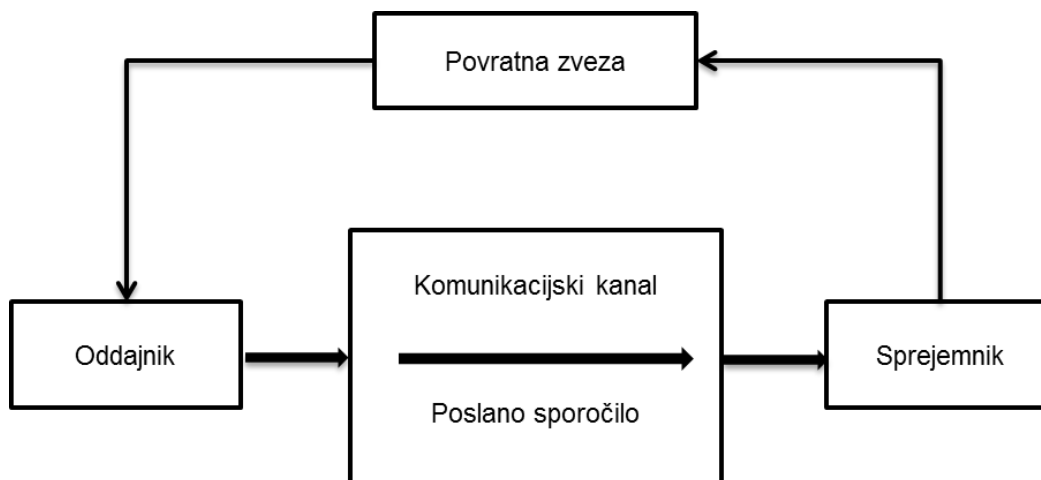 Povratna zveza
Komunikacijski kanal
Oddajnik
Sprejemnik
Poslano sporočilo